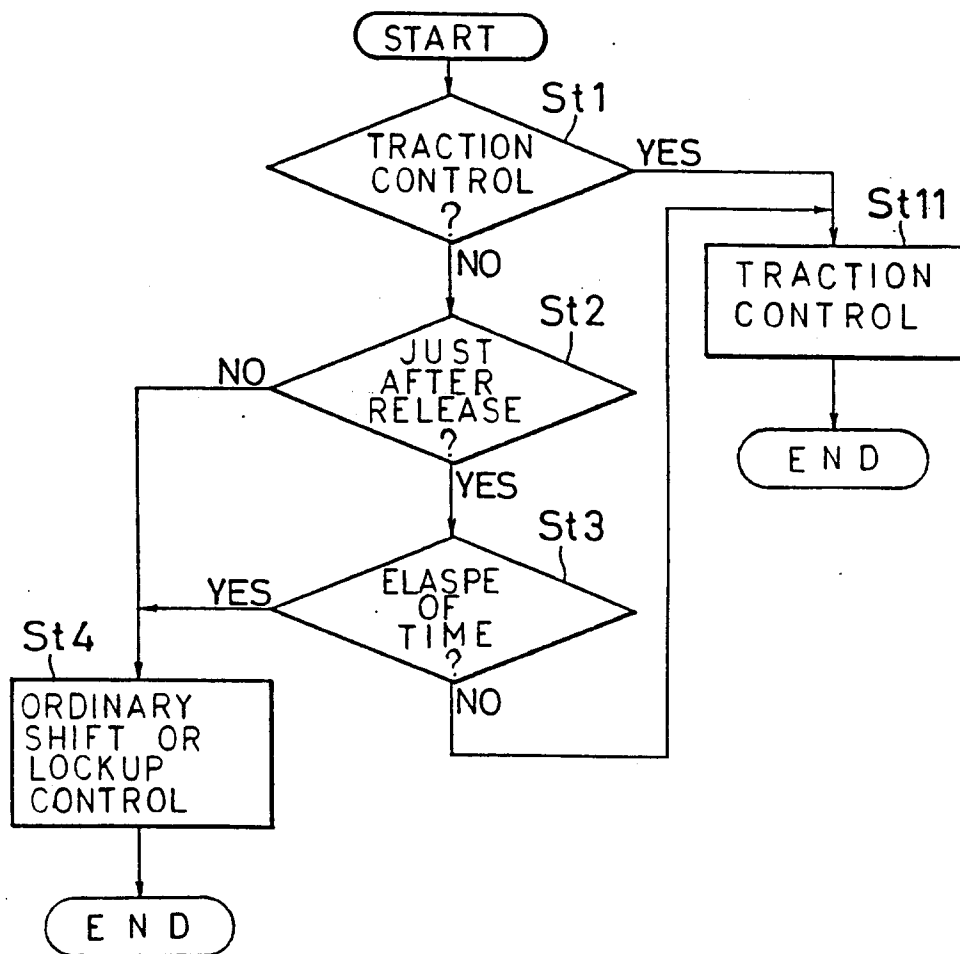 START
St1
TRACTION
CONTROL
?
YES
NO
St11
TRACTION
CONTROL
END
St2
JUST
AFTER
RELEASE
?
NO
YES
St3
ELASPE
OF
TIME
?
YES
NO
St4
ORDINARY
SHIFT OR
LOCKUP
CONTROL
END